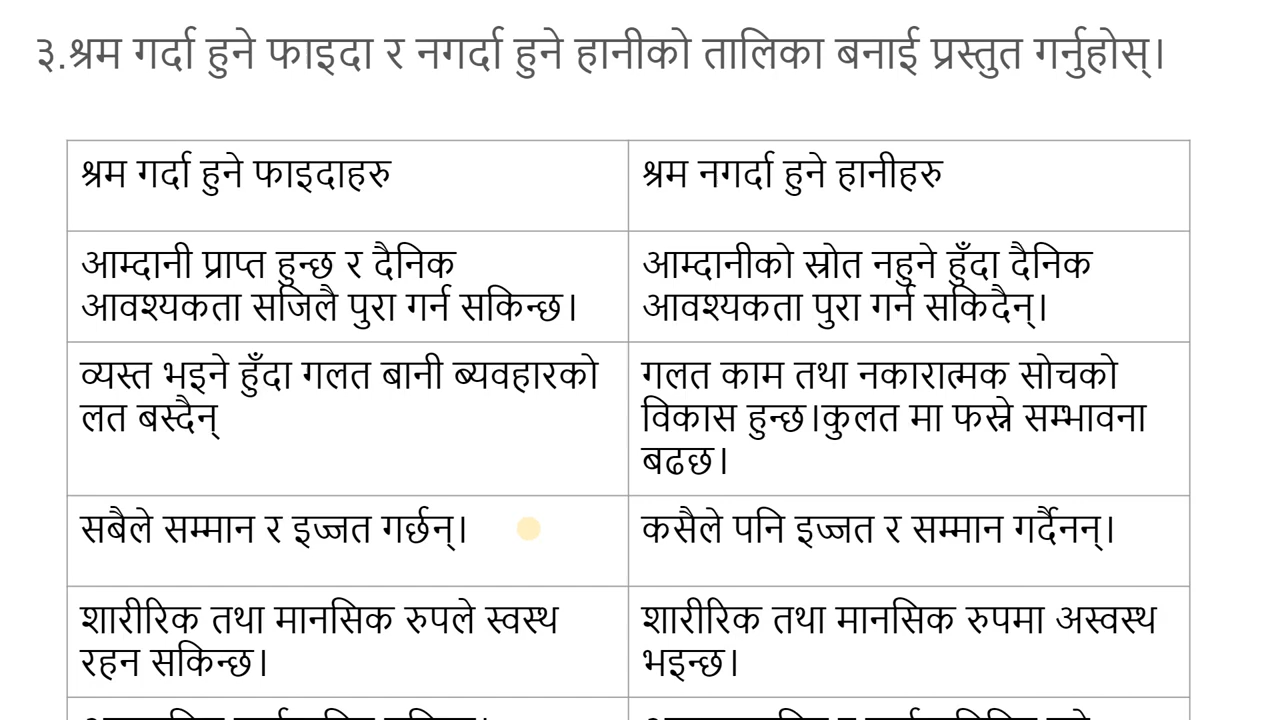 ३.श्रम गर्दा हुने फाइदा र नगर्दा हुने हानीको तालिका बनाई प्रस्तुत गर्नुहोस्।
श्रम गर्दा हुने फाइदाहरु
श्रम नगर्दा हुने हानीहरु
आम्दानी प्राप्त हुन्छ र दैनिक
आवश्यकता सजिलै पुरा गर्न सकिन्छ।
आम्दानीको स्रोत नहुने हुँदा दैनिक
आवश्यकता पुरा गर्न सकिदैन्।
व्यस्त भइने हुँदा गलत बानी ब्यवहारको
लत बस्दैन्
गलत काम तथा नकारात्मक सोचको
विकास हुन्छ।कुलत मा फस्ने सम्भावना
बढछ।
सबैले सम्मान र इज्जत गर्छन्।
कसैले पनि इज्जत र सम्मान गर्दैनन्।
शारीरिक तथा मानसिक रुपले स्वस्थ
रहन सकिन्छ।
शारीरिक तथा मानसिक रुपमा अस्वस्थ
भइन्छ।